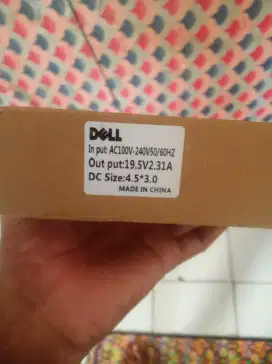 DELL
In put: AC100V-240V50/60HZ
Out put:19.5V2.31A
DC Size:4.5*3.0
MADE IN CHINA